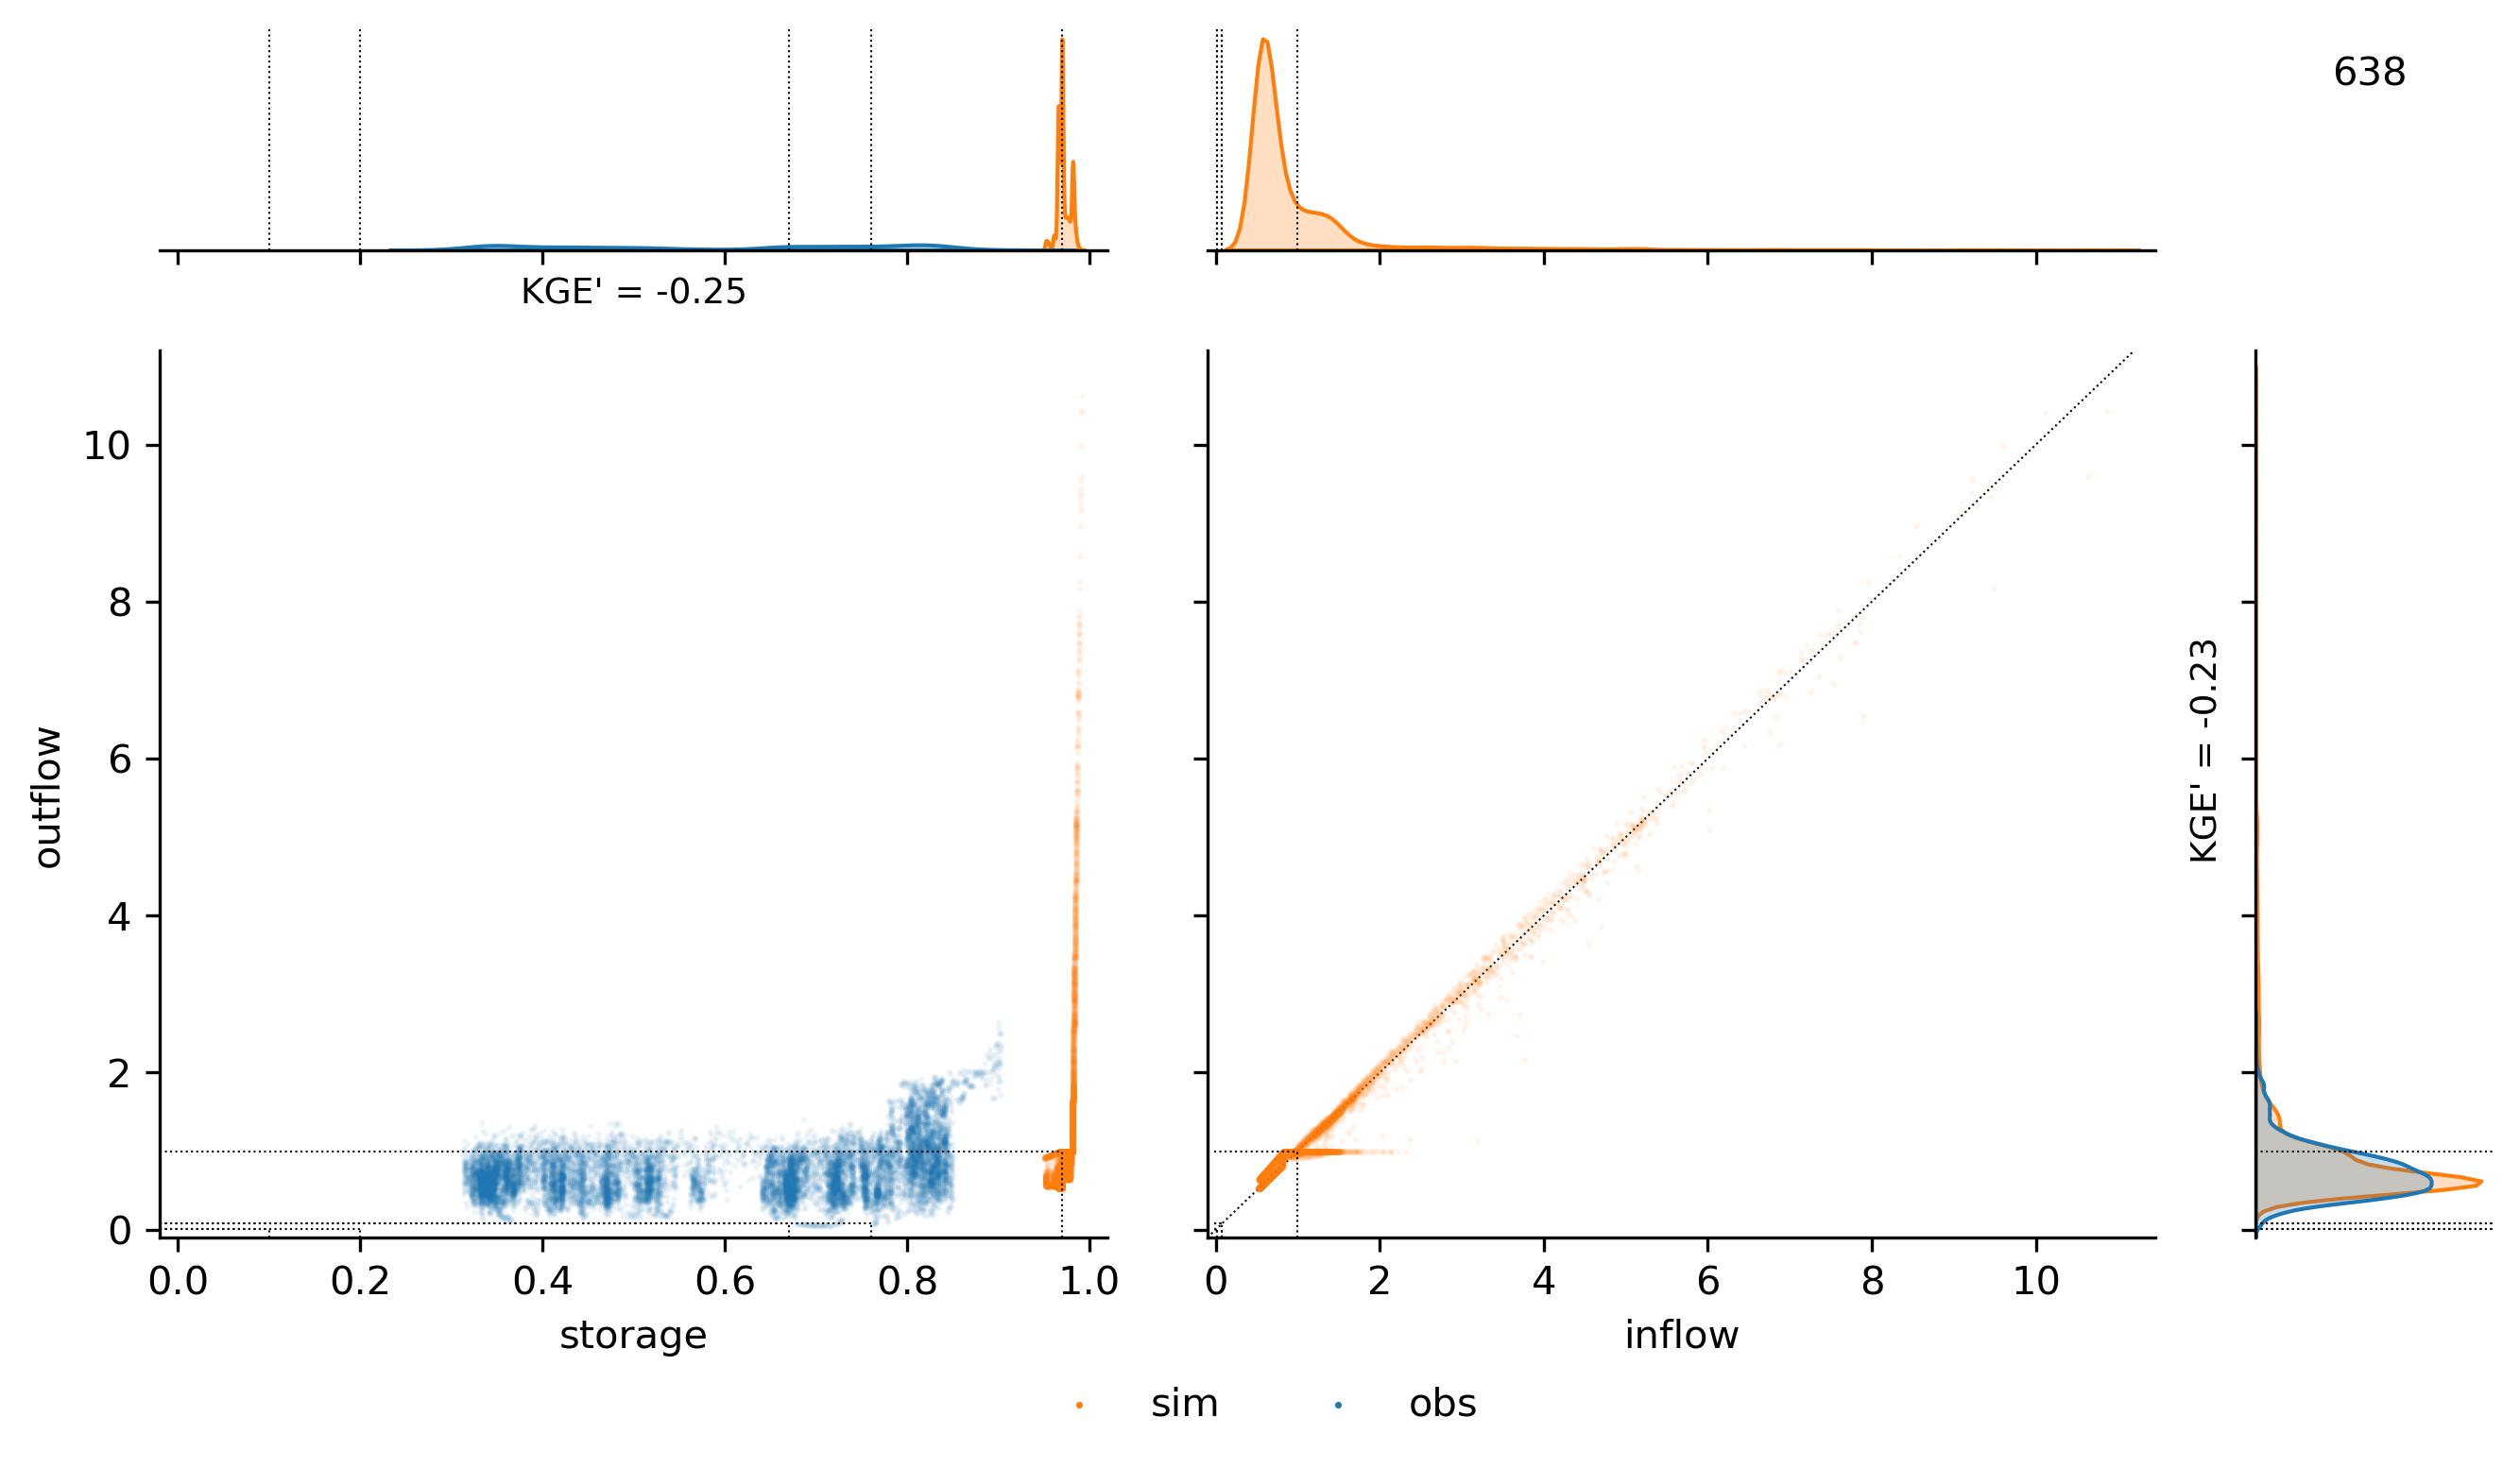 638
KGE' = -0.25
10
8
6
4
2
0
outflow
KGE' = -0.23
0.0 0.2 0.4 0.6 0.8 1.0
0 2 4 6 8 10
storage
inflow
sim obs